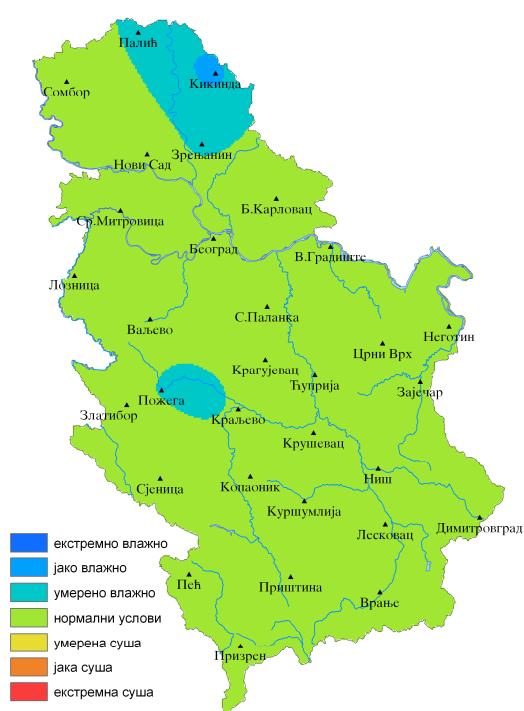 Палић
Кикинда
Сомбор
Зрењанин
Нови Сад
Б.Карловац
Ср.Митровица
Београд
В.Градиште
Лозница
С.Паланка
Ваљево
Неготин
Црни Врх
Крагујевац
Ћуприја
Зајечар
Пожега
Златибор
Краљево
Крушевац
Ниш
Сјеница
Копаоник
Куршумлија
Димитровград
Лесковац
екстремно влажно
јако влажно
умерено влажно
нормални услови
умерена суша
јака суша
екстремна суша
Пећ
Приштина
Врање
Призрен